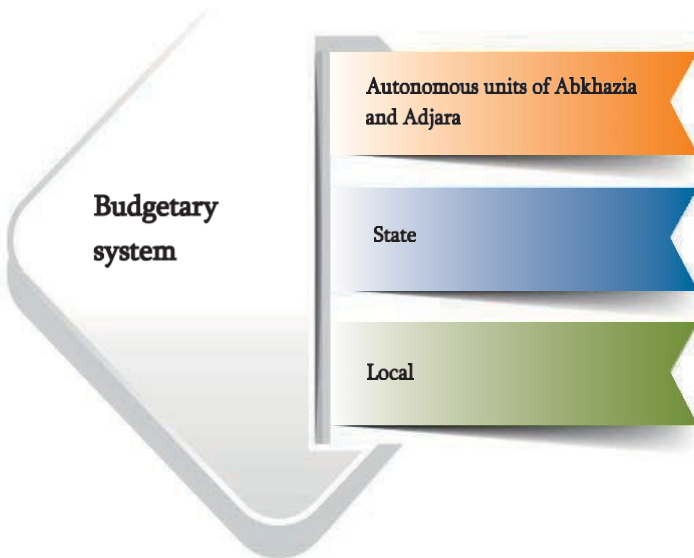 Budgetary
system
Autonomous units of Abkhazia
and Adjara
State
Local